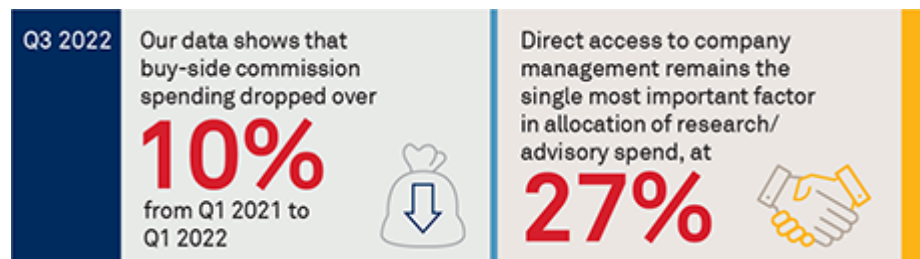 Q3 2022
Our data shows that
buy-side commission
spending dropped over
10%
from Q1 2021 to
Q1 2022
Direct access to company
management remains the
single most important factor
in allocation of research/
advisory spend, at
27%